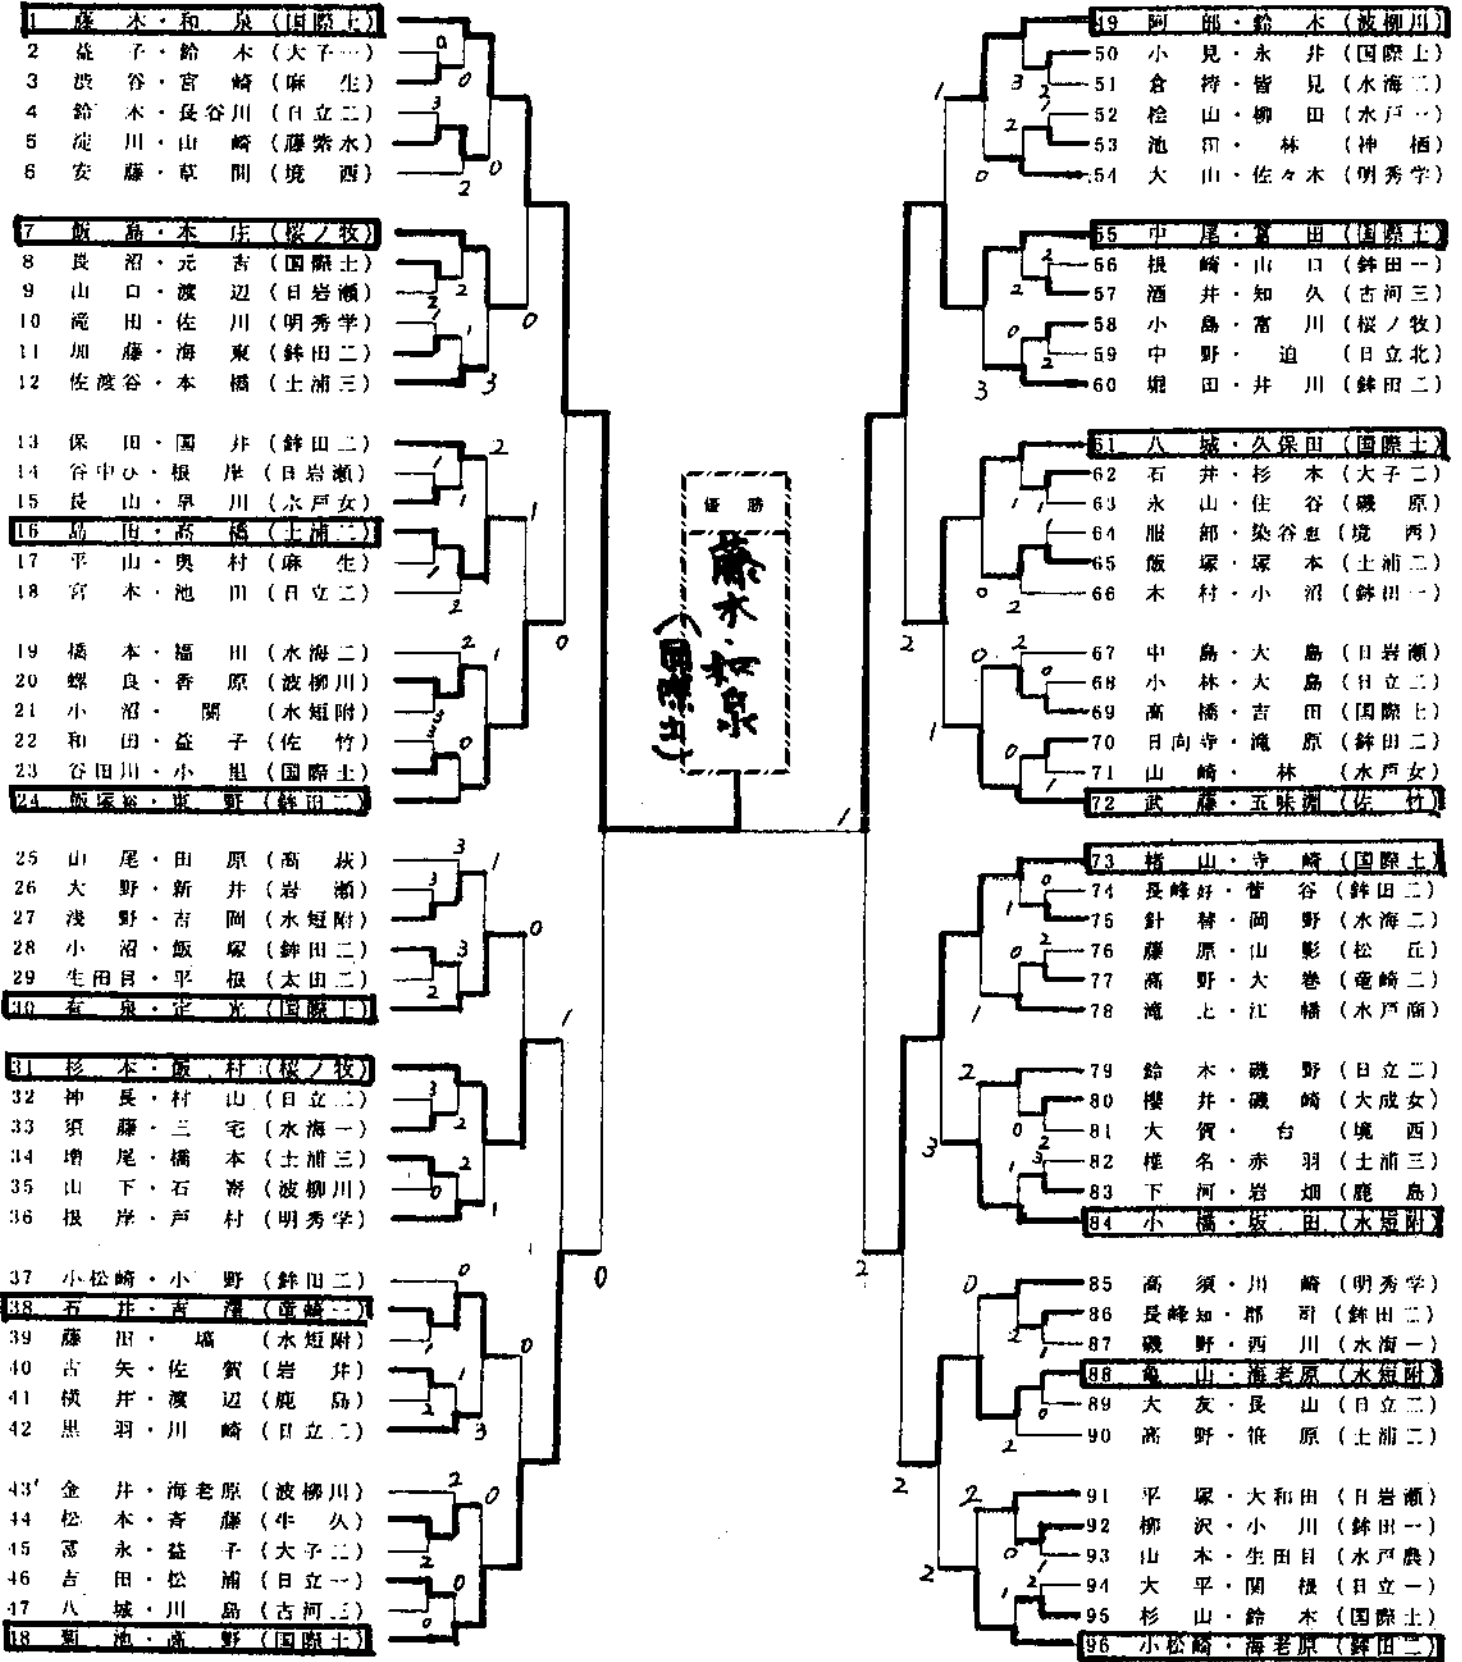 1 藤木・和泉 (国際土)
2 益子・鈴木 (大子一)
3 渋谷・宮崎 (麻生)
4 鈴木・長谷川 (日立二)
5 淀川・山崎 (藤紫水)
6 安藤・草間 (境西)
7 飯島・本庄 (桜ノ牧)
8 長沼・元吉 (国際土)
9 山口・渡辺 (日岩瀬)
10 滝田・佐川 (明秀学)
11 加藤・海東 (鉾田二)
12 佐渡谷・本橋 (土浦三)
13 保田・国井 (鉾田二)
14 谷中ひ・根岸 (日岩瀬)
15 長山・早川 (水戸女)
16 島田・高橋 (土浦二)
17 平山・奥村 (麻生)
18 宮本・池田 (日立二)
19 橋本・福田 (水海二)
20 螺良・香原 (波柳川)
21 小沼・関 (水短附)
22 和田・益子 (佐竹)
23 谷田川・小堀 (国際土)
24 飯塚裕・東野 (鉾田二)
25 山尾・田原 (高萩)
26 大野・新井 (岩瀬)
27 浅野・吉岡 (水短附)
28 小沼・飯塚 (鉾田二)
29 生田目・平根 (太田二)
30 有泉・定光 (国際土)
31 杉本・飯村 (桜ノ牧)
32 神長・村山 (日立二)
33 須藤・三宅 (水海一)
34 増尾・橋本 (土浦三)
35 山下・石嵜 (波柳川)
36 根岸・戸村 (明秀学)
37 小松崎・小野 (鉾田二)
38 石井・吉澤 (竜崎二)
39 藤田・塙 (水短附)
40 古矢・佐賀 (岩井)
41 横井・渡辺 (鹿島)
42 黒羽・川崎 (日立二)
43 金井・海老原 (波柳川)
44 松本・斉藤 (牛久)
45 冨永・益子 (大子二)
46 吉田・松浦 (日立一)
47 八城・川島 (古河三)
48 菊池・高野 (国際土)
優勝
藤木・和泉
(国際土)
49 阿部・鈴木 (波柳川)
50 小見・永井 (国際土)
51 倉持・皆見 (水海二)
52 桧山・柳田 (水戸一)
53 池田・林 (神栖)
54 大山・佐々木 (明秀学)
55 中尾・冨田 (国際土)
56 根崎・山口 (鉾田一)
57 酒井・知久 (古河三)
58 小島・富川 (桜ノ牧)
59 中野・迫 (日立北)
60 堀田・井川 (鉾田二)
61 八城・久保田 (国際土)
62 石井・杉本 (大子二)
63 永山・住谷 (磯原)
64 服部・染谷恵 (境西)
65 飯塚・塚本 (土浦二)
66 木村・小沼 (鉾田一)
67 中島・大島 (日岩瀬)
68 小林・大島 (日立二)
69 高橋・吉田 (国際土)
70 日向寺・滝原 (鉾田二)
71 山崎・林 (水戸女)
72 武藤・五味淵 (佐竹)
73 楮山・寺崎 (国際土)
74 長峰好・菅谷 (鉾田二)
75 針替・岡野 (水海二)
76 藤原・山彰 (松丘)
77 高野・大巻 (竜崎二)
78 滝上・江幡 (水戸商)
79 鈴木・磯野 (日立二)
80 櫻井・磯崎 (大成女)
81 大賀・台 (境西)
82 椎名・赤羽 (土浦三)
83 下河・岩畑 (鹿島)
84 小橋・坂田 (水短附)
85 高須・川崎 (明秀学)
86 長峰知・郡司 (鉾田二)
87 磯野・西川 (水海一)
88 亀山・海老原 (水短附)
89 大友・長山 (日立二)
90 高野・笹原 (土浦二)
91 平塚・大和田 (日岩瀬)
92 柳沢・小川 (鉾田一)
93 山木・生田目 (水戸農)
94 大平・関根 (日立一)
95 杉山・鈴木 (国際土)
96 小松崎・海老原 (鉾田二)